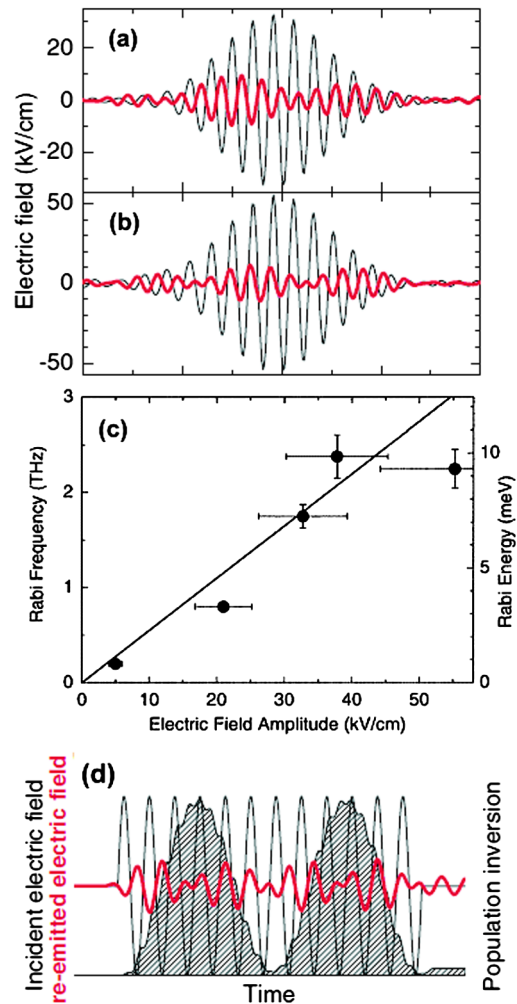 (a)
20
0
-20
Electric field (kV/cm)
(b)
50
0
-50
(c)
3
2
1
0
Rabi Frequency (THz)
10
5
0
Rabi Energy (meV)
0 10 20 30 40 50
Electric Field Amplitude (kV/cm)
(d)
Incident electric field
re-emitted electric field
Population inversion
Time